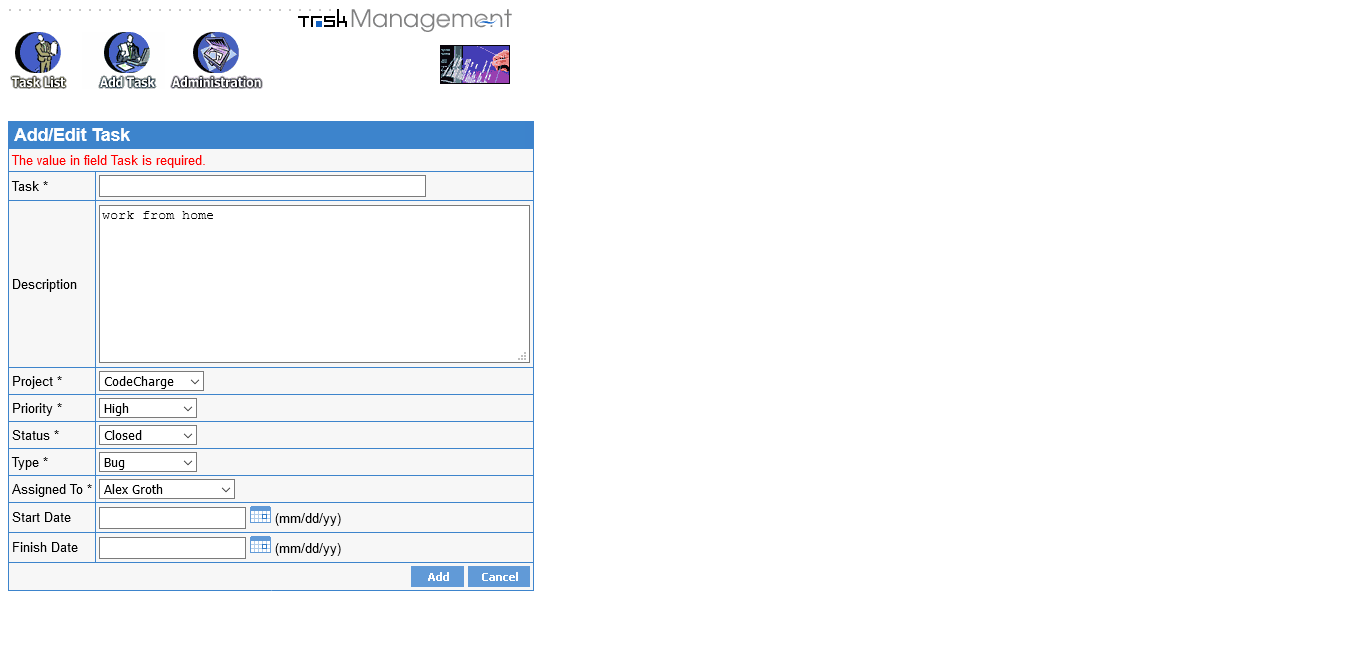 Task Management
Task List Add Task Administration
Add/Edit Task
The value in field Task is required.
Task *
Description work from home
Project * CodeCharge
Priority * High
Status * Closed
Type * Bug
Assigned To * Alex Groth
Start Date (mm/dd/yy)
Finish Date (mm/dd/yy)
Add Cancel